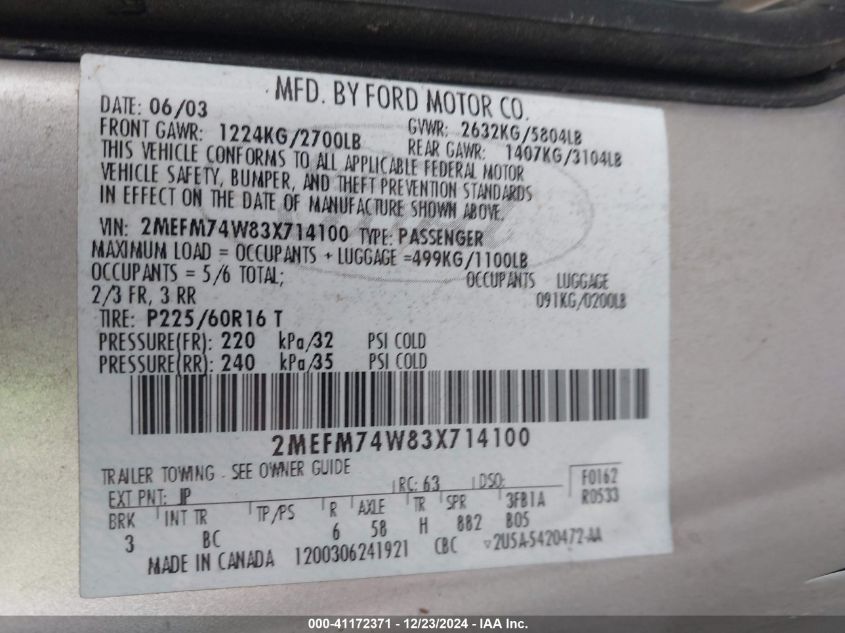 MFD. BY FORD MOTOR CO.
DATE: 06/03
FRONT GAWR: 1224KG/2700LB
GVWR: 2632KG/5804LB
REAR GAWR: 1407KG/3104LB
THIS VEHICLE CONFORMS TO ALL APPLICABLE FEDERAL MOTOR
VEHICLE SAFETY, BUMPER, AND THEFT PREVENTION STANDARDS
IN EFFECT ON THE DATE OF MANUFACTURE SHOWN ABOVE.
VIN: 2MEFM74W83X714100 TYPE: PASSENGER
MAXIMUM LOAD = OCCUPANTS + LUGGAGE =499KG/1100LB
OCCUPANTS = 5/6 TOTAL; OCCUPANTS LUGGAGE
2/3 FR, 3 RR 091KG/0200LB
TIRE: P225/60R16 T
PRESSURE(FR): 220 kPa/32 PSI COLD
PRESSURE(RR): 240 kPa/35 PSI COLD
2MEFM74W83X714100
TRAILER TOWING - SEE OWNER GUIDE
EXT PNT: JP RC: 63 DSO: F0162
R0533
BRK INT TR TP/PS R AXLE TR SPR 3FB1A
3 BC 6 58 H 882 B05
MADE IN CANADA 1200306241921 CBC ▽2U5A-5420472-AA
000-41172371 - 12/23/2024 - IAA Inc.